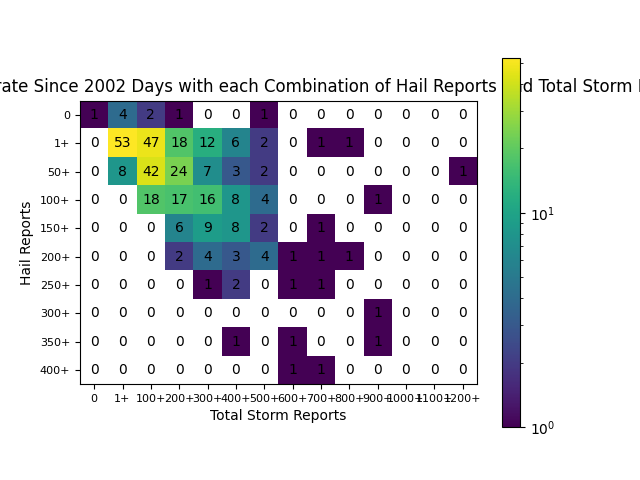 rate Since 2002 Days with each Combination of Hail Reports nd Total Storm
0 1 4 2 1 0 0 1 0 0 0 0 0 0 0
1+ 0 53 47 18 12 6 2 0 1 1 0 0 0 0
50+ 0 8 42 24 7 3 2 0 0 0 0 0 0 1
100+ 0 0 18 17 16 8 4 0 0 0 1 0 0 0
150+ 0 0 0 6 9 8 2 0 1 0 0 0 0 0
200+ 0 0 0 2 4 3 4 1 1 1 0 0 0 0
250+ 0 0 0 0 1 2 0 1 1 0 0 0 0 0
300+ 0 0 0 0 0 0 0 0 0 0 1 0 0 0
350+ 0 0 0 0 0 1 0 1 0 0 1 0 0 0
400+ 0 0 0 0 0 0 0 1 1 0 0 0 0 0
0 1+ 100+ 200+ 300+ 400+ 500+ 600+ 700+ 800+ 900+ 1000+ 1100+ 1200+
Total Storm Reports
Hail Reports
10¹
10⁰